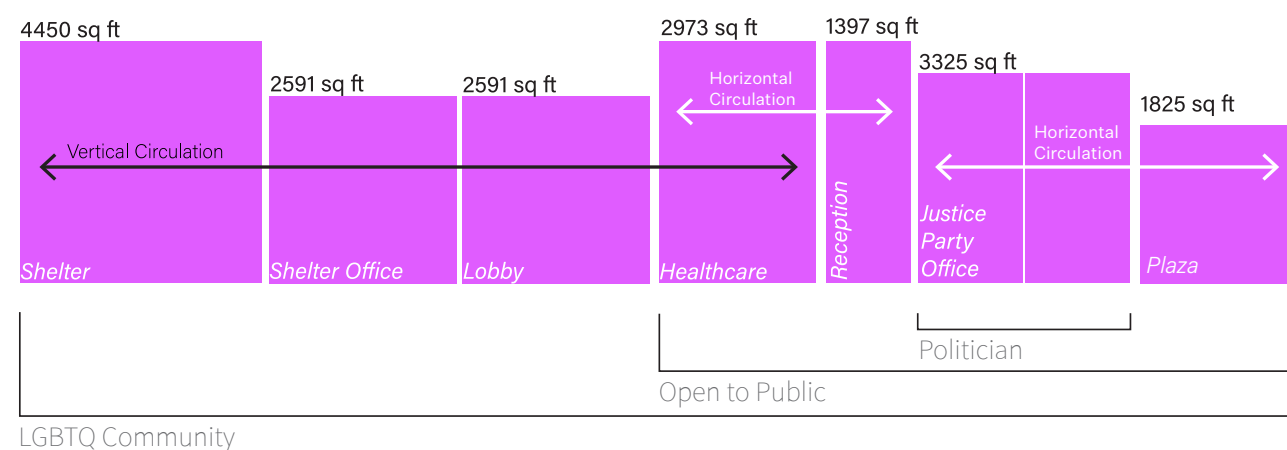 4450 sq ft
2591 sq ft
2591 sq ft
2973 sq ft
1397 sq ft
3325 sq ft
1825 sq ft
Vertical Circulation
Horizontal
Circulation
Horizontal
Circulation
Shelter
Shelter Office
Lobby
Healthcare
Reception
Justice
Party
Office
Plaza
Politician
Open to Public
LGBTQ Community